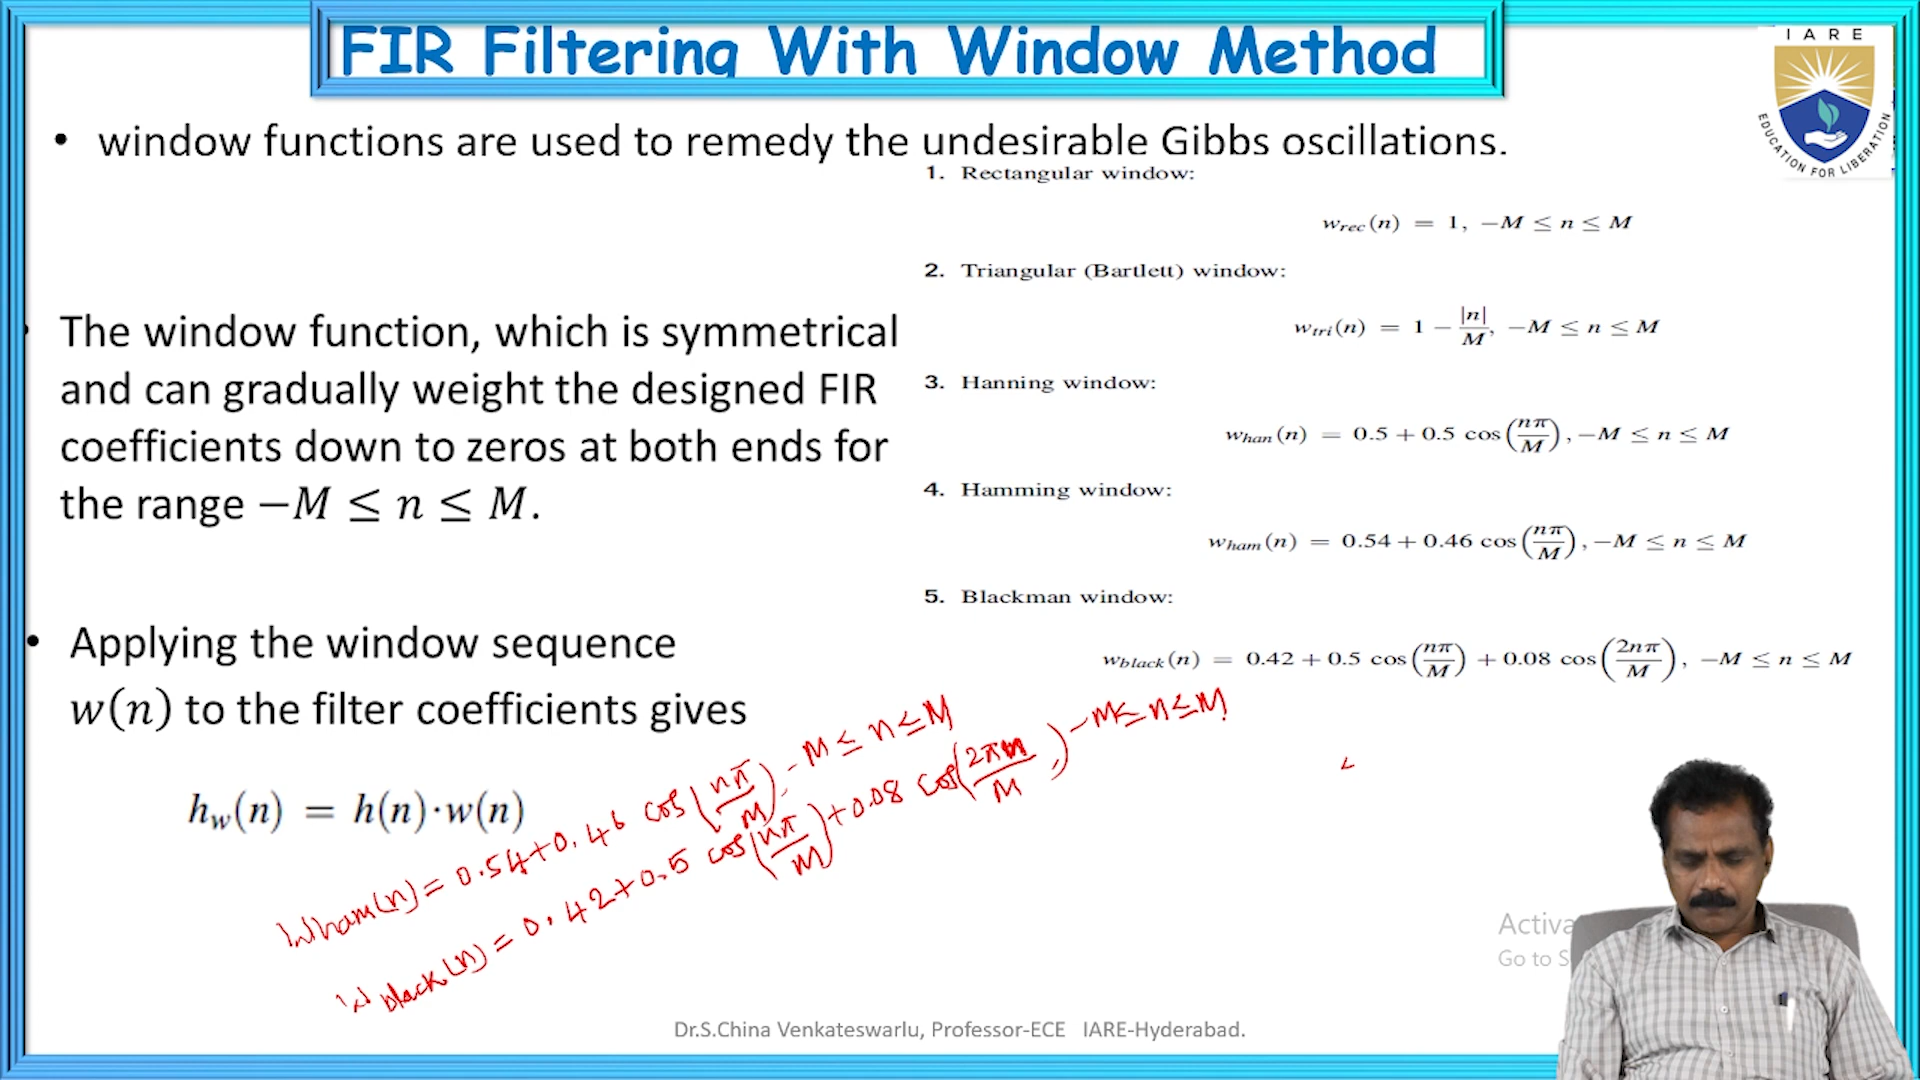 FIR Filtering With Window Method
IARE
EDUCATION FOR LIBERATION
• window functions are used to remedy the undesirable Gibbs oscillations.
1. Rectangular window:
w_rec(n) = 1, −M ≤ n ≤ M
2. Triangular (Bartlett) window:
w_tri(n) = 1 − |n|/M, −M ≤ n ≤ M
3. Hanning window:
w_han(n) = 0.5 + 0.5 cos(nπ/M), −M ≤ n ≤ M
4. Hamming window:
w_ham(n) = 0.54 + 0.46 cos(nπ/M), −M ≤ n ≤ M
5. Blackman window:
w_black(n) = 0.42 + 0.5 cos(nπ/M) + 0.08 cos(2nπ/M), −M ≤ n ≤ M
• The window function, which is symmetrical
and can gradually weight the designed FIR
coefficients down to zeros at both ends for
the range −M ≤ n ≤ M.
• Applying the window sequence
w(n) to the filter coefficients gives
h_w(n) = h(n)·w(n)
Wham(n) = 0.54+0.46 cos(nπ/M), -M ≤ n ≤ M
Wblack(n) = 0.42+0.5 cos(nπ/M)+0.08 cos(2πn/M), -M ≤ n ≤ M
Activa
Go to S
Dr.S.China Venkateswarlu, Professor-ECE IARE-Hyderabad.